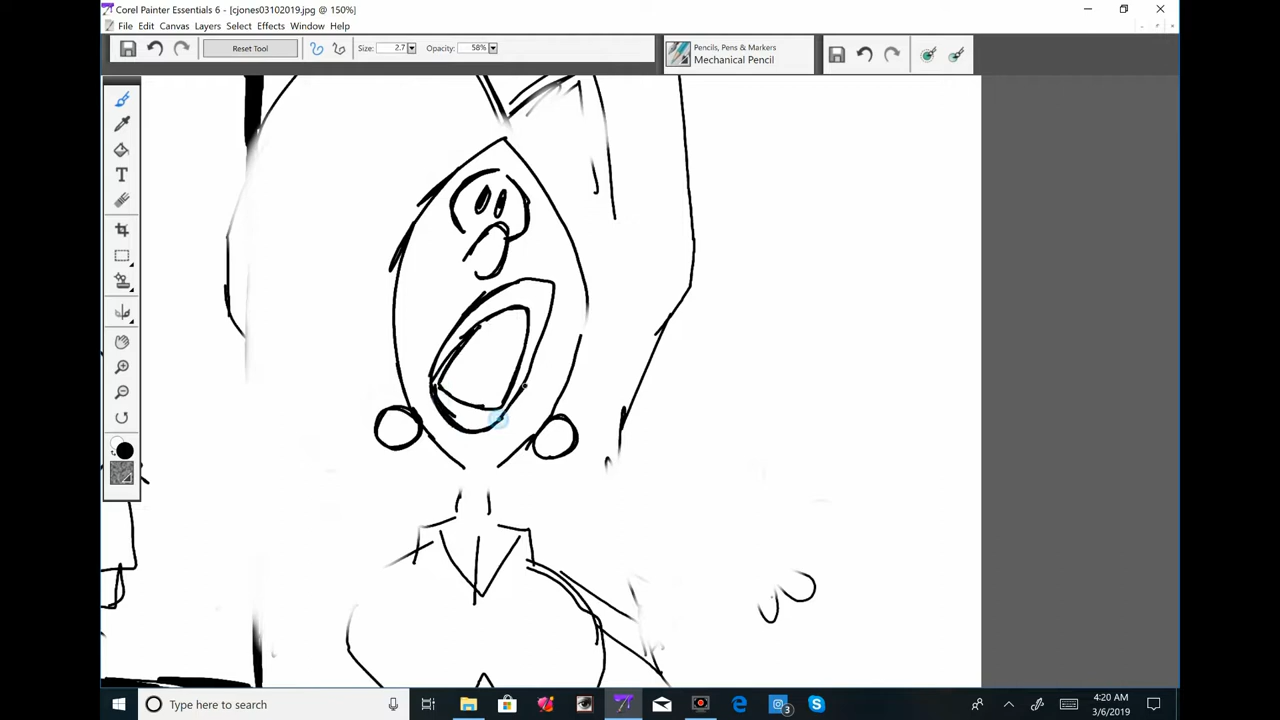 Corel Painter Essentials 6 - [cjones03102019.jpg @ 150%]
File Edit Canvas Layers Select Effects Window Help
Reset Tool Size: 2.7 Opacity: 58% Pencils, Pens & Markers
Mechanical Pencil
T
Type here to search
3
4:20 AM
3/6/2019